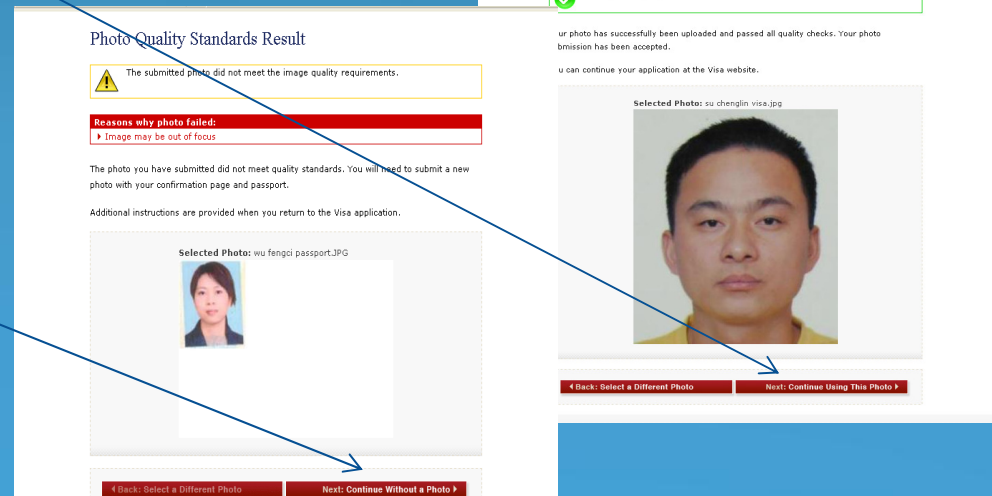 Photo Quality Standards Result
The submitted photo did not meet the image quality requirements.
Reasons why photo failed:
Image may be out of focus
The photo you have submitted did not meet quality standards. You will need to submit a new
photo with your confirmation page and passport.
Additional instructions are provided when you return to the Visa application.
Selected Photo: wu fengci passport.JPG
Back: Select a Different Photo
Next: Continue Without a Photo
ur photo has successfully been uploaded and passed all quality checks. Your photo
bmission has been accepted.
u can continue your application at the Visa website.
Selected Photo: su chenglin visa.jpg
Back: Select a Different Photo
Next: Continue Using This Photo